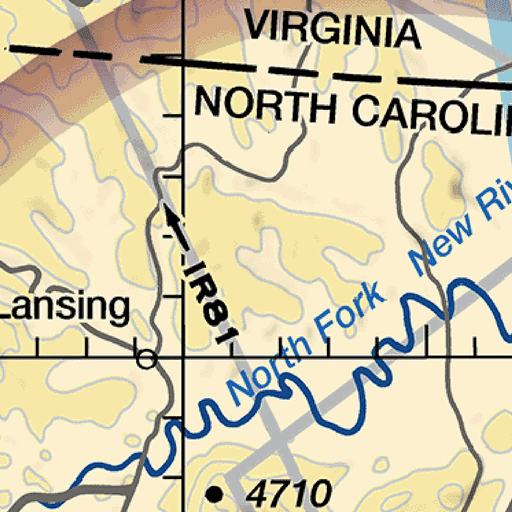 VIRGINIA
NORTH CAROLI
New Riv
IR81
Lansing
North Fork
4710